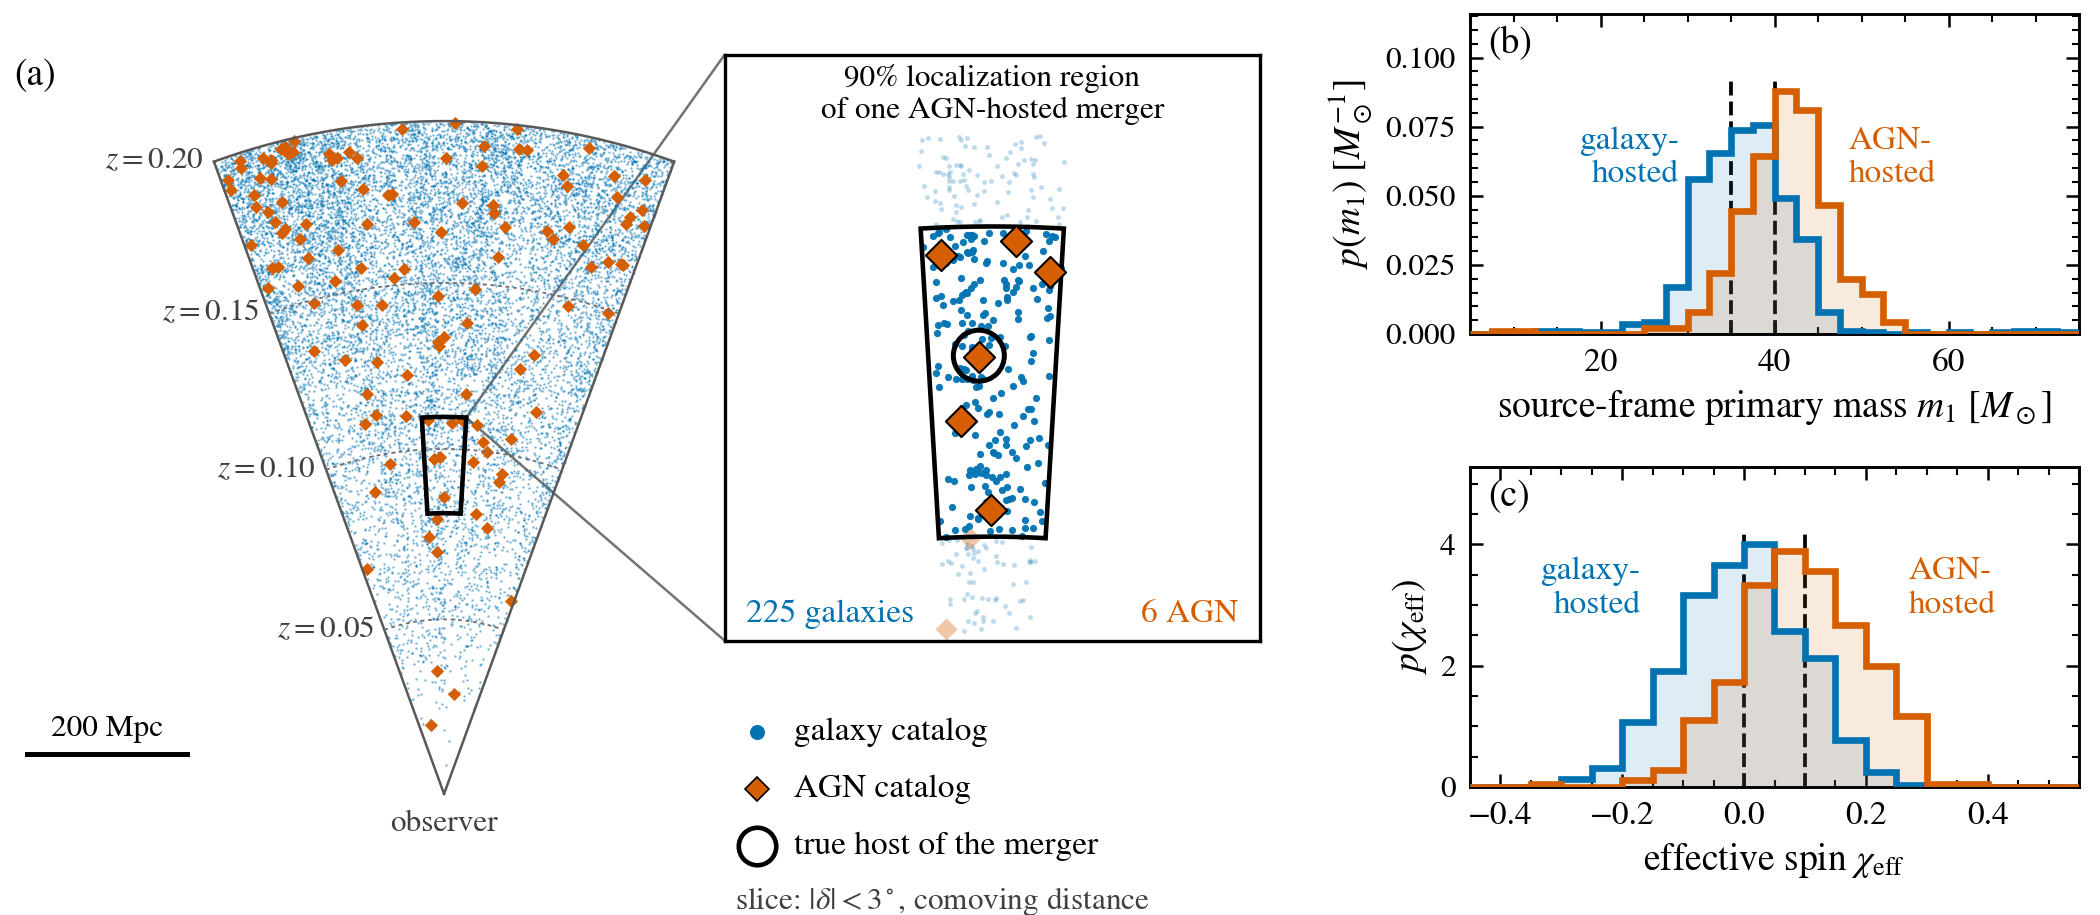 (a)
z = 0.20
z = 0.15
z = 0.10
z = 0.05
200 Mpc
observer
90% localization region
of one AGN-hosted merger
225 galaxies
6 AGN
galaxy catalog
AGN catalog
true host of the merger
slice: |δ| < 3°, comoving distance
(b)
p(m₁) [M⊙⁻¹]
0.100
0.075
0.050
0.025
0.000
galaxy-
hosted
AGN-
hosted
20 40 60
source-frame primary mass m₁ [M⊙]
(c)
p(χeff)
4
2
0
galaxy-
hosted
AGN-
hosted
−0.4 −0.2 0.0 0.2 0.4
effective spin χeff